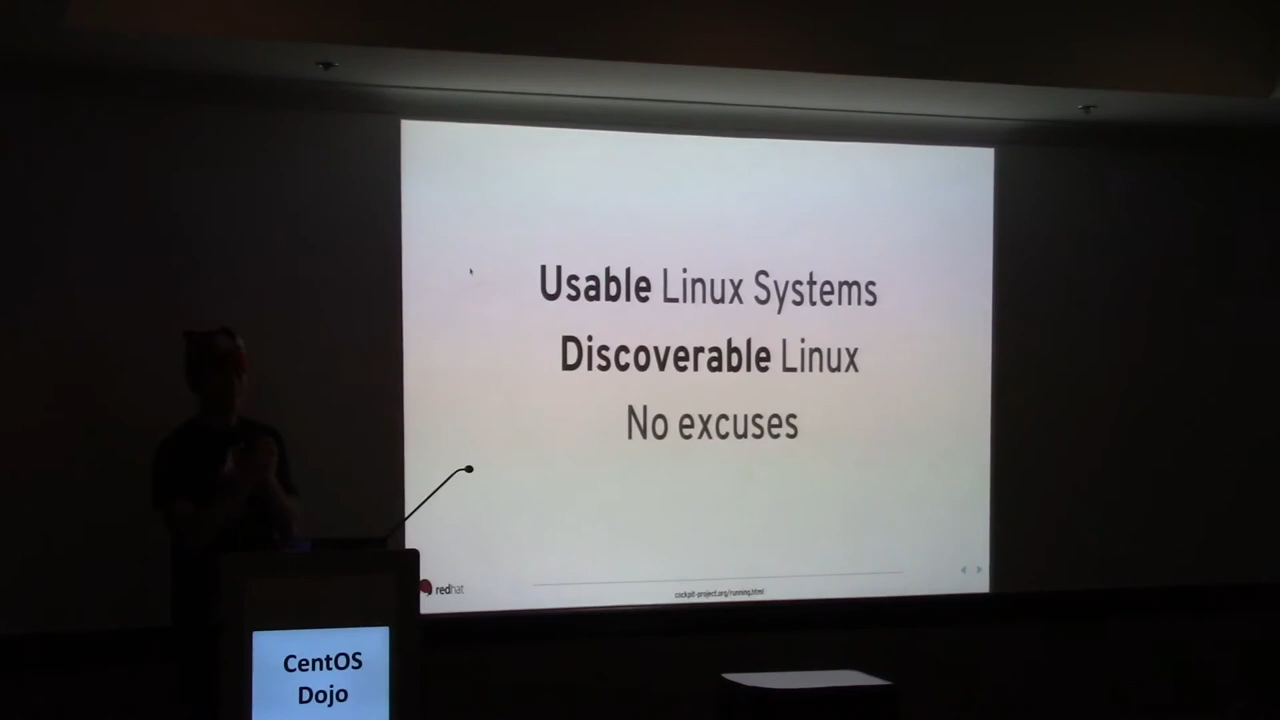 Usable Linux Systems
Discoverable Linux
No excuses
redhat
cockpit-project.org/running.html
CentOS
Dojo